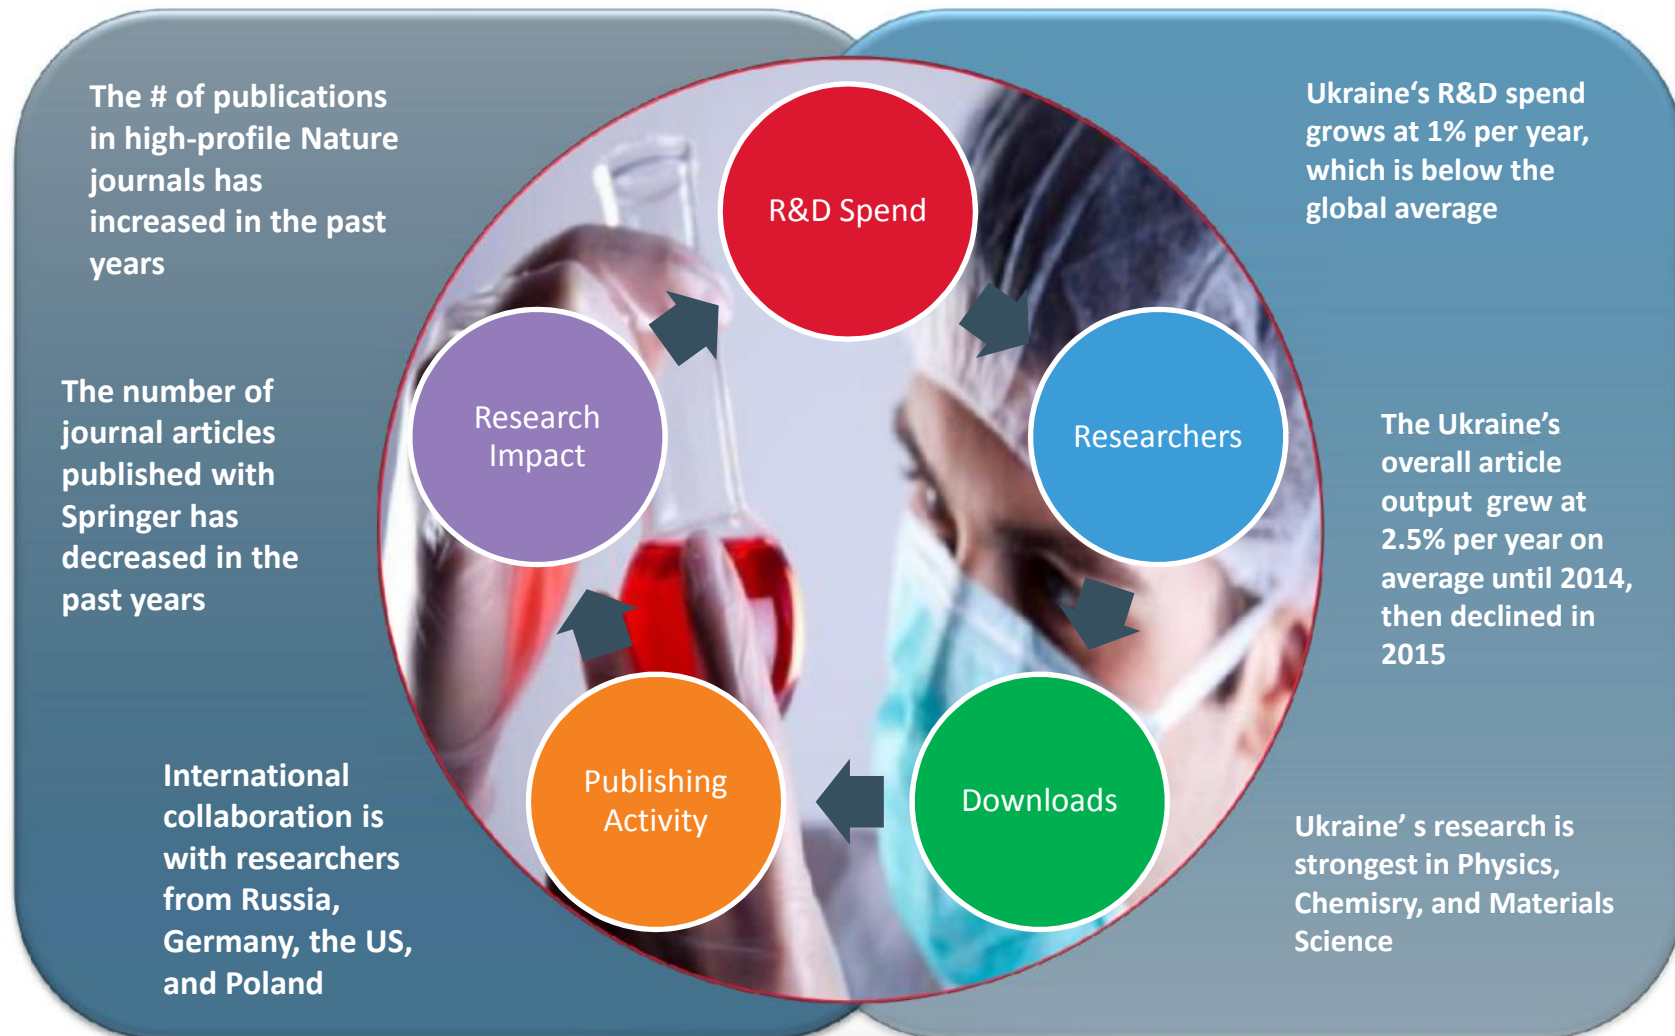 The # of publications
in high-profile Nature
journals has
increased in the past
years
The number of
journal articles
published with
Springer has
decreased in the
past years
International
collaboration is
with researchers
from Russia,
Germany, the US,
and Poland
R&D Spend
Researchers
Downloads
Publishing
Activity
Research
Impact
Ukraine‘s R&D spend
grows at 1% per year,
which is below the
global average
The Ukraine’s
overall article
output grew at
2.5% per year on
average until 2014,
then declined in
2015
Ukraine’ s research is
strongest in Physics,
Chemisry, and Materials
Science